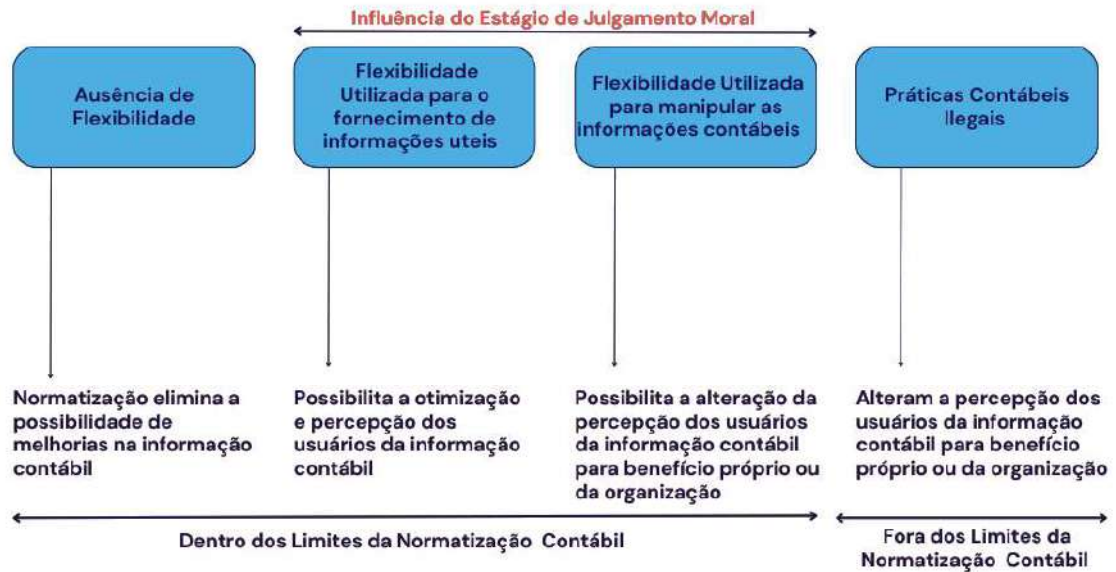 Influência do Estágio de Julgamento Moral
Ausência de
Flexibilidade
Flexibilidade
Utilizada para o
fornecimento de
informações uteis
Flexibilidade Utilizada
para manipular as
informações contábeis
Práticas Contábeis
Ilegais
Normatização elimina a
possibilidade de
melhorias na informação
contábil
Possibilita a otimização
e percepção dos
usuários da informação
contábil
Possibilita a alteração da
percepção dos usuários
da informação contábil
para benefício próprio ou
da organização
Alteram a percepção dos
usuários da informação
contábil para benefício
próprio ou da organização
Dentro dos Limites da Normatização Contábil
Fora dos Limites da
Normatização Contábil